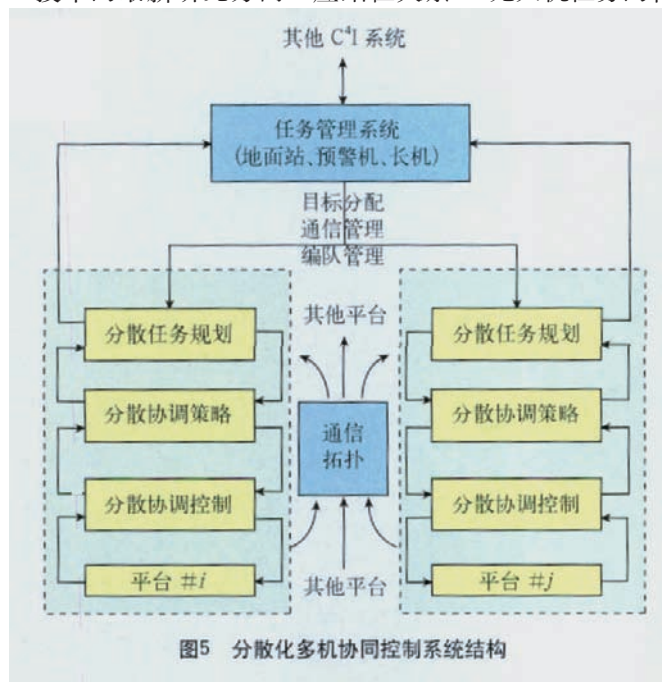 其他 C⁴I 系统
任务管理系统
(地面站、预警机、长机)
目标分配
通信管理
编队管理
其他平台
分散任务规划
分散任务规划
分散协调策略
通信
拓扑
分散协调策略
分散协调控制
分散协调控制
平台 #i
其他平台
平台 #j
图5 分散化多机协同控制系统结构